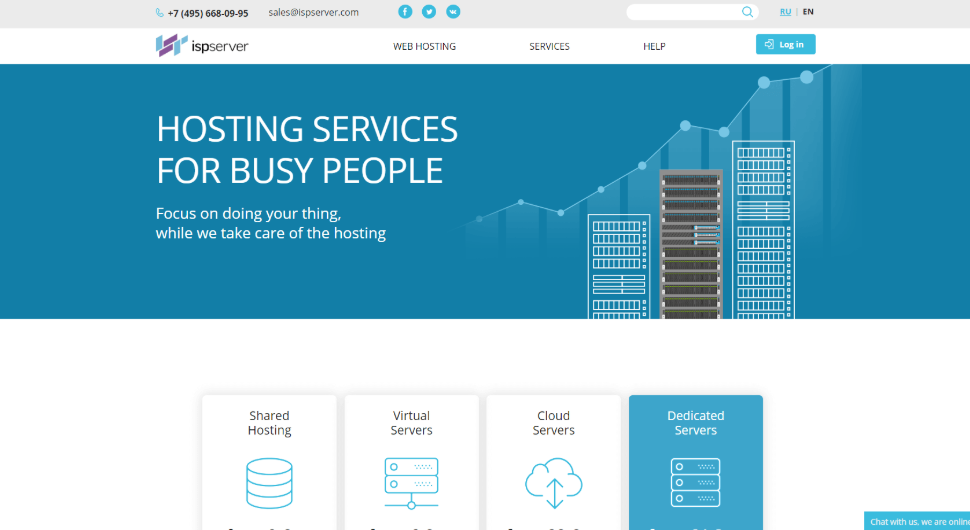 +7 (495) 668-09-95
sales@ispserver.com
RU | EN
ispserver
WEB HOSTING
SERVICES
HELP
Log in
HOSTING SERVICES
FOR BUSY PEOPLE
Focus on doing your thing,
while we take care of the hosting
Shared
Hosting
Virtual
Servers
Cloud
Servers
Dedicated
Servers
Chat with us, we are online